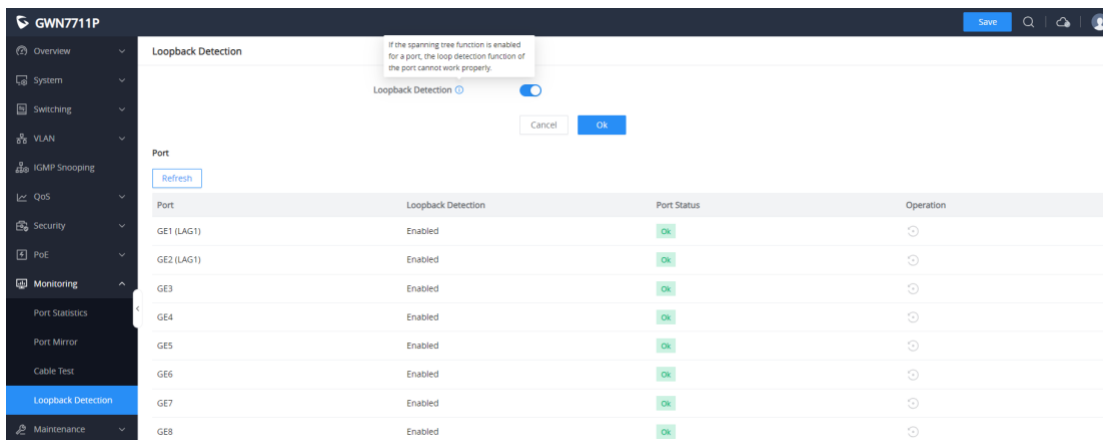 GWN7711P
Save
Overview
System
Switching
VLAN
IGMP Snooping
QoS
Security
PoE
Monitoring
Port Statistics
Port Mirror
Cable Test
Loopback Detection
Maintenance
Loopback Detection
If the spanning tree function is enabled
for a port, the loop detection function of
the port cannot work properly.
Loopback Detection
Cancel Ok
Port
Refresh
Port Loopback Detection Port Status Operation
GE1 (LAG1) Enabled Ok
GE2 (LAG1) Enabled Ok
GE3 Enabled Ok
GE4 Enabled Ok
GE5 Enabled Ok
GE6 Enabled Ok
GE7 Enabled Ok
GE8 Enabled Ok